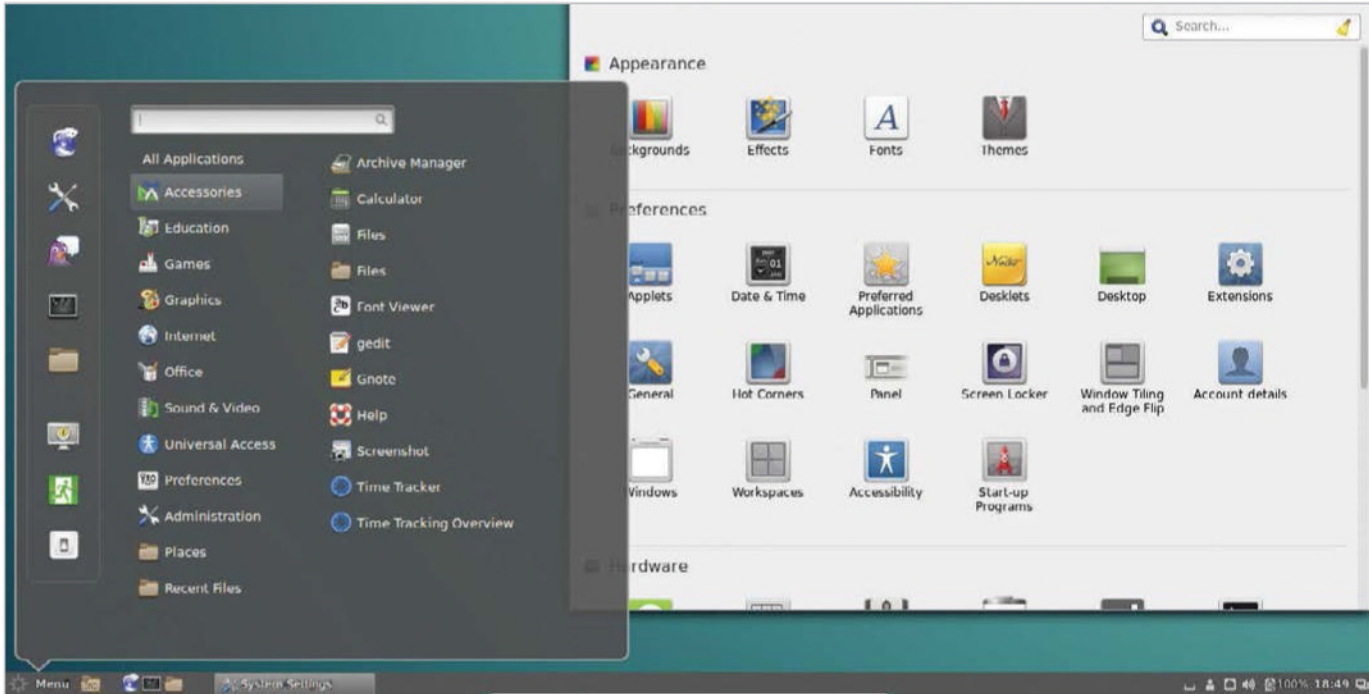 Search...
Appearance
kgrounds
Effects
Fonts
Themes
All Applications
Accessories
Education
Games
Graphics
Internet
Office
Sound & Video
Universal Access
Preferences
Administration
Places
Recent Files
Archive Manager
Calculator
Files
Files
Font Viewer
gedit
Gnote
Help
Screenshot
Time Tracker
Time Tracking Overview
Preferences
Applets
Date & Time
Preferred
Applications
Desklets
Desktop
Extensions
General
Hot Corners
Panel
Screen Locker
Window Tiling
and Edge Flip
Account details
Windows
Workspaces
Accessibility
Start-up
Programs
Hardware
Menu
System Settings
100% 18:49